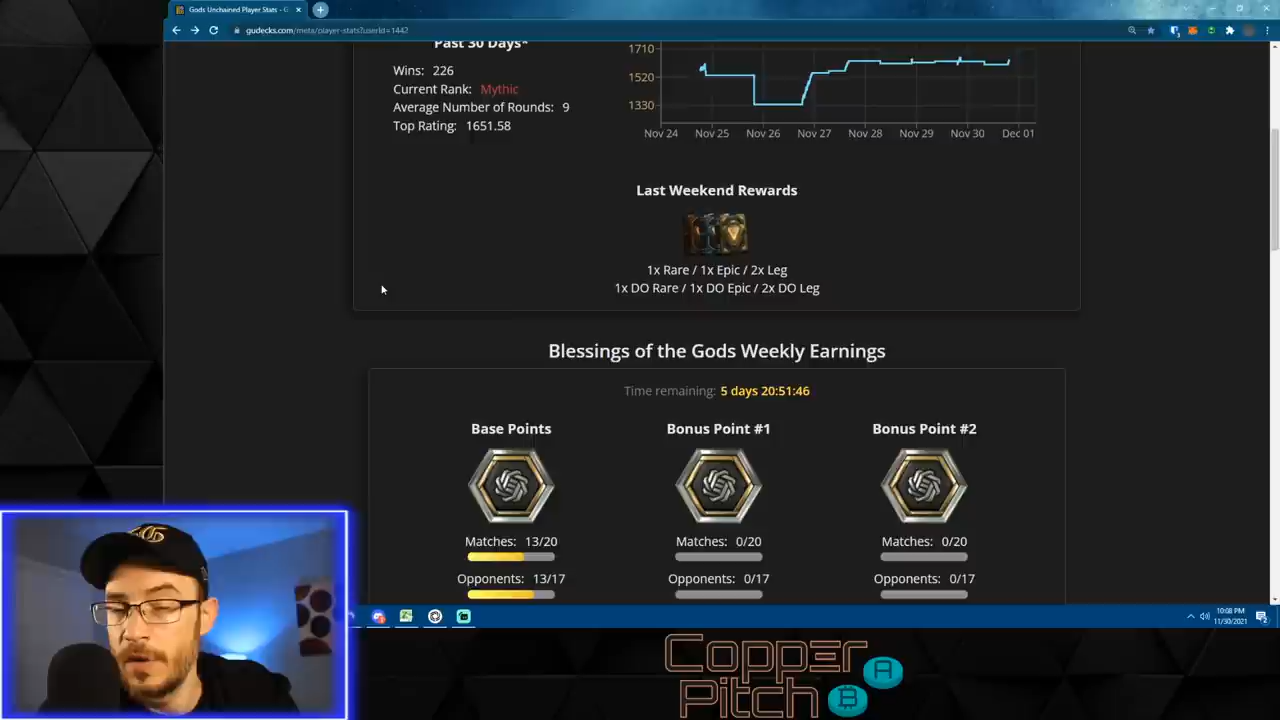 Gods Unchained Player Stats - G
gudecks.com/meta/player-stats?userId=1442
Past 30 Days*
Wins: 226
Current Rank: Mythic
Average Number of Rounds: 9
Top Rating: 1651.58
1710
1520
1330
Nov 24 Nov 25 Nov 26 Nov 27 Nov 28 Nov 29 Nov 30 Dec 01
Last Weekend Rewards
1x Rare / 1x Epic / 2x Leg
1x DO Rare / 1x DO Epic / 2x DO Leg
Blessings of the Gods Weekly Earnings
Time remaining: 5 days 20:51:46
Base Points Bonus Point #1 Bonus Point #2
Matches: 13/20 Matches: 0/20 Matches: 0/20
Opponents: 13/17 Opponents: 0/17 Opponents: 0/17
10:08 PM
11/30/2021
Copper
Pitch
A
B